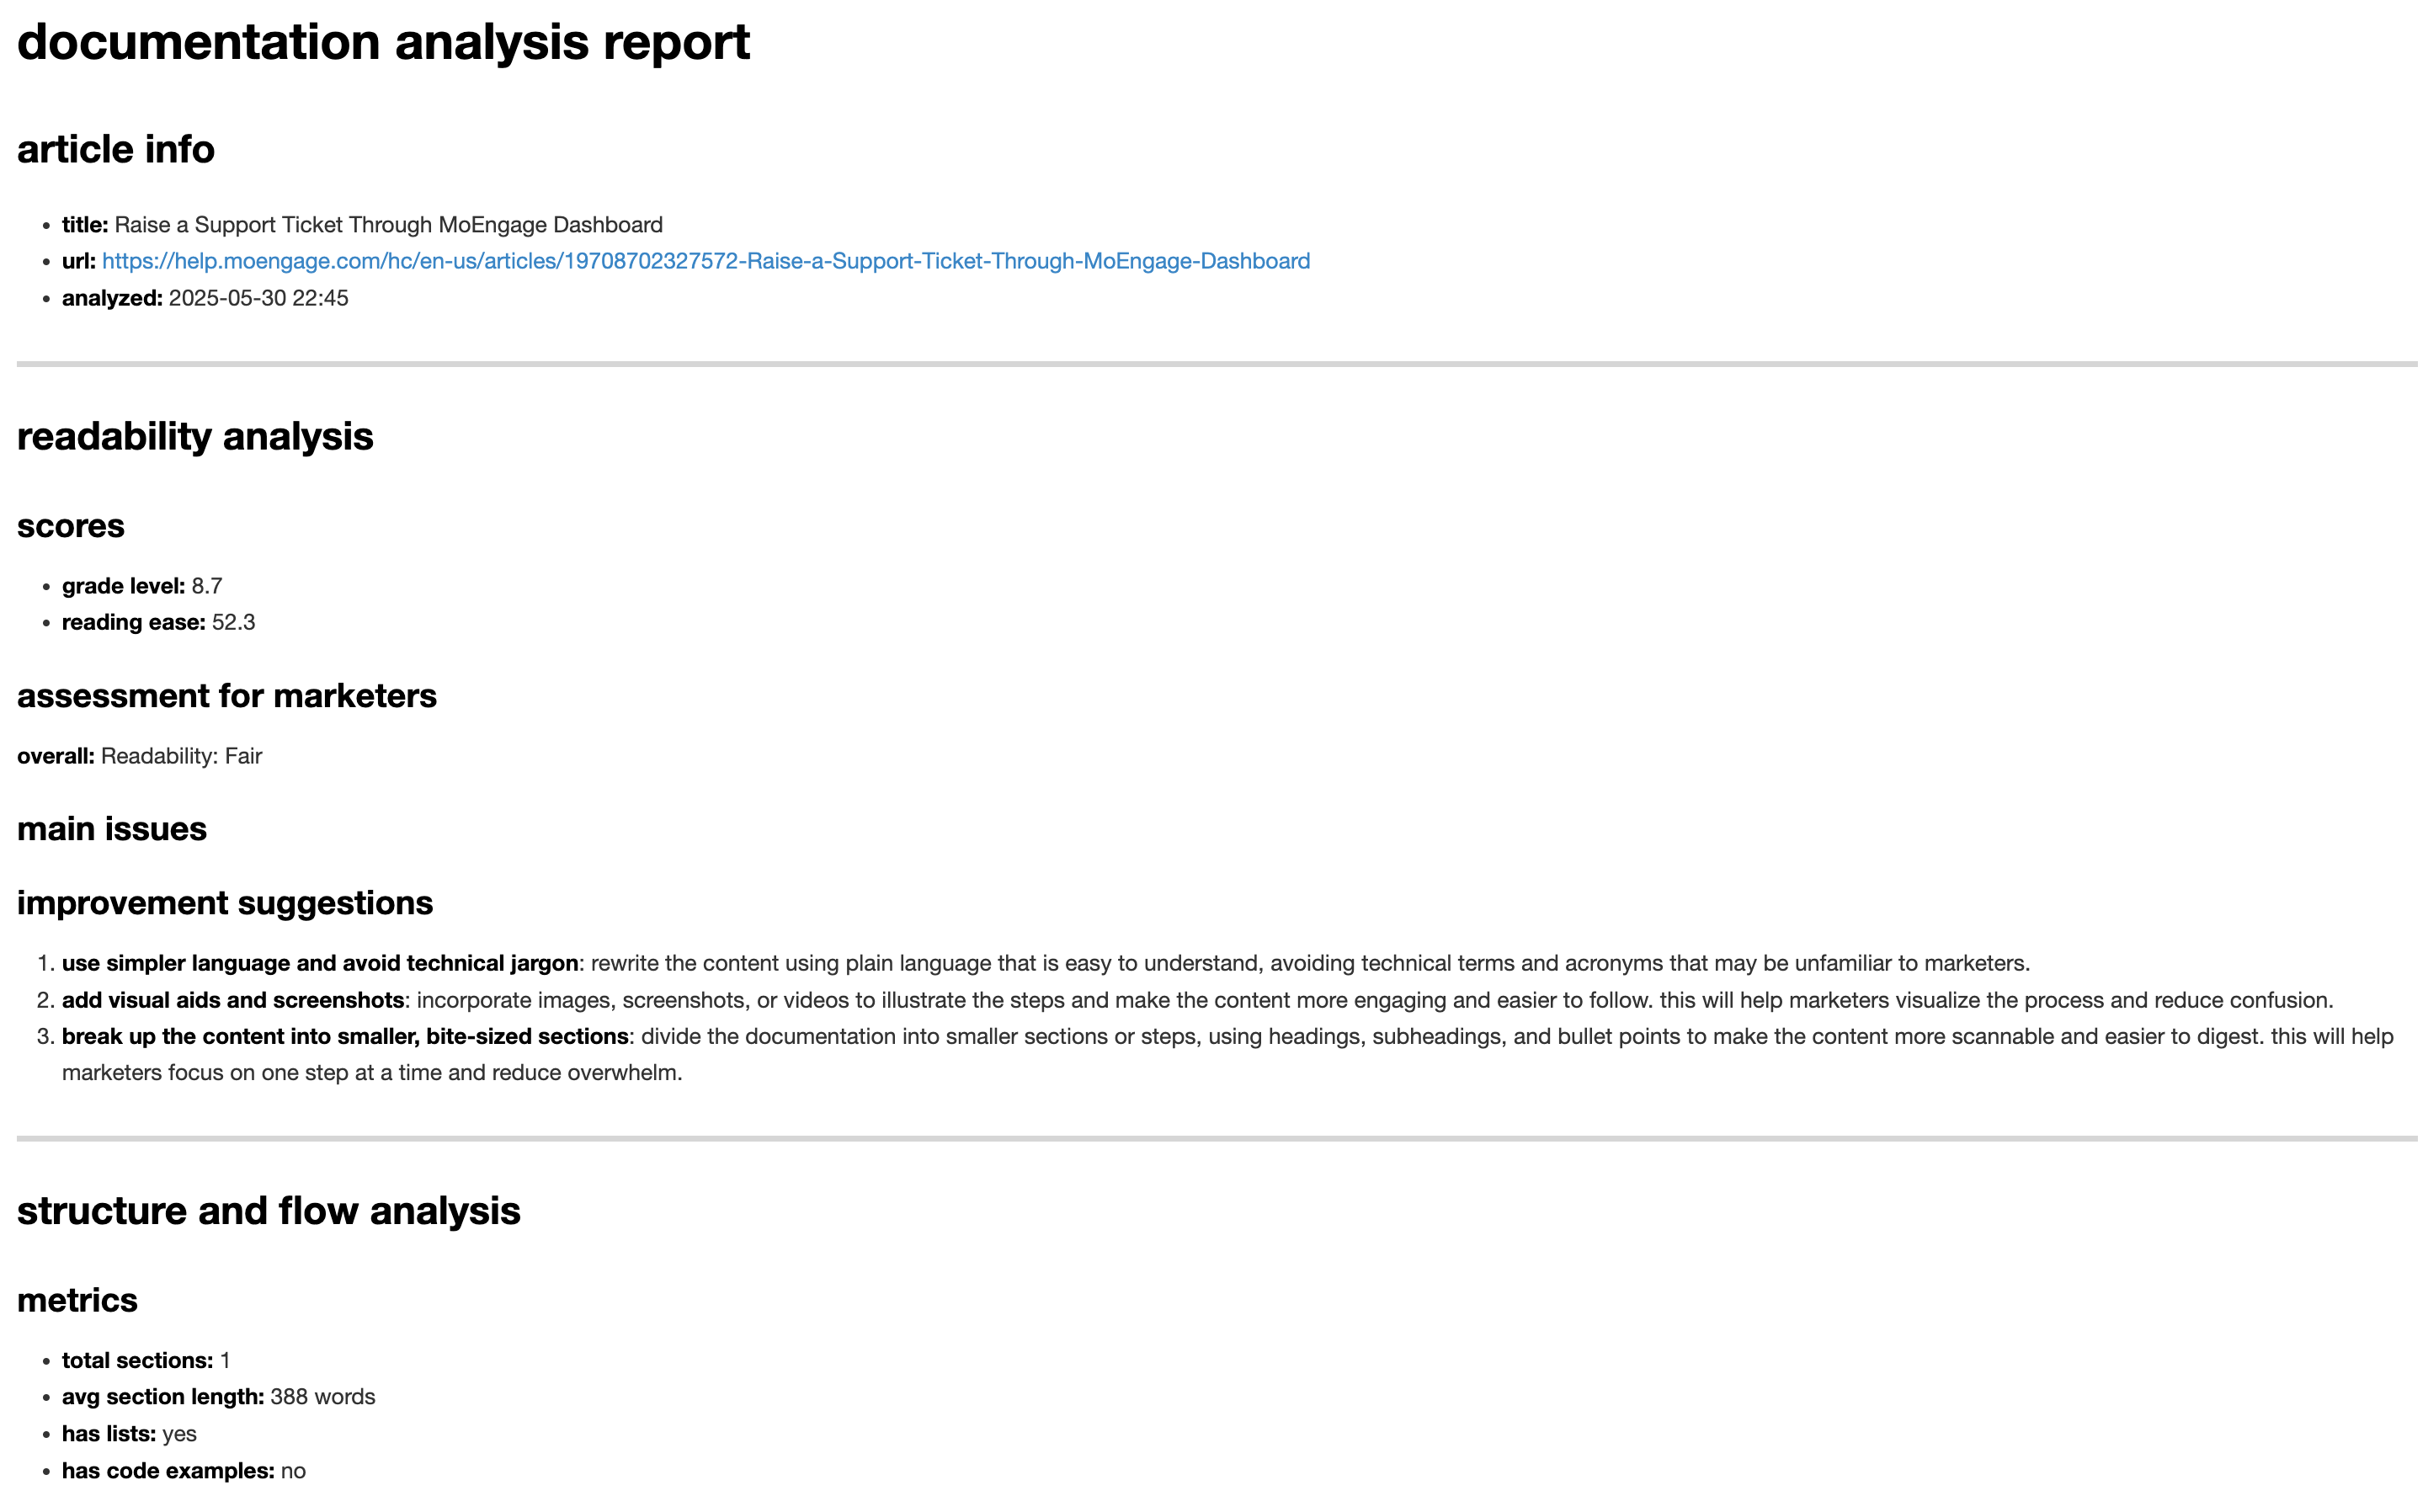 documentation analysis report
article info
• title: Raise a Support Ticket Through MoEngage Dashboard
• url: https://help.moengage.com/hc/en-us/articles/19708702327572-Raise-a-Support-Ticket-Through-MoEngage-Dashboard
• analyzed: 2025-05-30 22:45
readability analysis
scores
• grade level: 8.7
• reading ease: 52.3
assessment for marketers
overall: Readability: Fair
main issues
improvement suggestions
1. use simpler language and avoid technical jargon: rewrite the content using plain language that is easy to understand, avoiding technical terms and acronyms that may be unfamiliar to marketers.
2. add visual aids and screenshots: incorporate images, screenshots, or videos to illustrate the steps and make the content more engaging and easier to follow. this will help marketers visualize the process and reduce confusion.
3. break up the content into smaller, bite-sized sections: divide the documentation into smaller sections or steps, using headings, subheadings, and bullet points to make the content more scannable and easier to digest. this will help
marketers focus on one step at a time and reduce overwhelm.
structure and flow analysis
metrics
• total sections: 1
• avg section length: 388 words
• has lists: yes
• has code examples: no